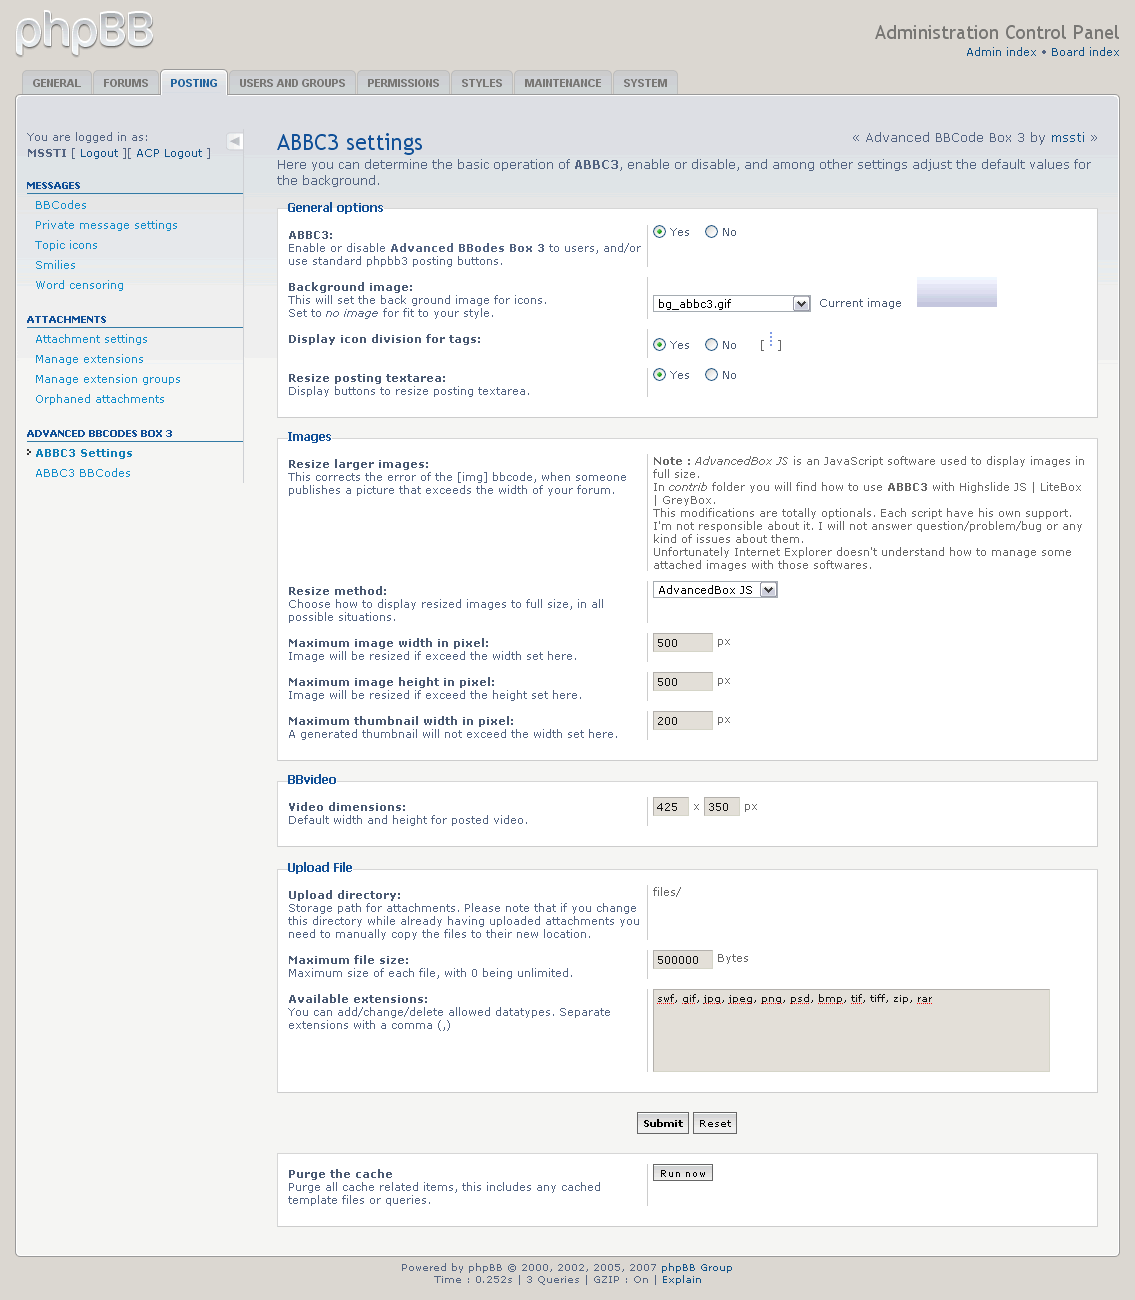 phpBB
Administration Control Panel
Admin index • Board index
GENERAL FORUMS POSTING USERS AND GROUPS PERMISSIONS STYLES MAINTENANCE SYSTEM
You are logged in as:
MSSTI [ Logout ][ ACP Logout ]
MESSAGES
BBCodes
Private message settings
Topic icons
Smilies
Word censoring
ATTACHMENTS
Attachment settings
Manage extensions
Manage extension groups
Orphaned attachments
ADVANCED BBCODES BOX 3
ABBC3 Settings
ABBC3 BBCodes
« Advanced BBCode Box 3 by mssti »
ABBC3 settings
Here you can determine the basic operation of ABBC3, enable or disable, and among other settings adjust the default values for
the background.
General options
ABBC3:
Enable or disable Advanced BBodes Box 3 to users, and/or
use standard phpbb3 posting buttons.
Yes No
Background image:
This will set the back ground image for icons.
Set to no image for fit to your style.
bg_abbc3.gif Current image
Display icon division for tags:
Yes No [ ]
Resize posting textarea:
Display buttons to resize posting textarea.
Yes No
Images
Resize larger images:
This corrects the error of the [img] bbcode, when someone
publishes a picture that exceeds the width of your forum.
Note : AdvancedBox JS is an JavaScript software used to display images in
full size.
In contrib folder you will find how to use ABBC3 with Highslide JS | LiteBox
| GreyBox.
This modifications are totally optionals. Each script have his own support.
I'm not responsible about it. I will not answer question/problem/bug or any
kind of issues about them.
Unfortunately Internet Explorer doesn't understand how to manage some
attached images with those softwares.
Resize method:
Choose how to display resized images to full size, in all
possible situations.
AdvancedBox JS
Maximum image width in pixel:
Image will be resized if exceed the width set here.
500 px
Maximum image height in pixel:
Image will be resized if exceed the height set here.
500 px
Maximum thumbnail width in pixel:
A generated thumbnail will not exceed the width set here.
200 px
BBvideo
Video dimensions:
Default width and height for posted video.
425 x 350 px
Upload File
Upload directory:
Storage path for attachments. Please note that if you change
this directory while already having uploaded attachments you
need to manually copy the files to their new location.
files/
Maximum file size:
Maximum size of each file, with 0 being unlimited.
500000 Bytes
Available extensions:
You can add/change/delete allowed datatypes. Separate
extensions with a comma (,)
swf, gif, jpg, jpeg, png, psd, bmp, tif, tiff, zip, rar
Submit Reset
Purge the cache
Purge all cache related items, this includes any cached
template files or queries.
Run now
Powered by phpBB © 2000, 2002, 2005, 2007 phpBB Group
Time : 0.252s | 3 Queries | GZIP : On | Explain